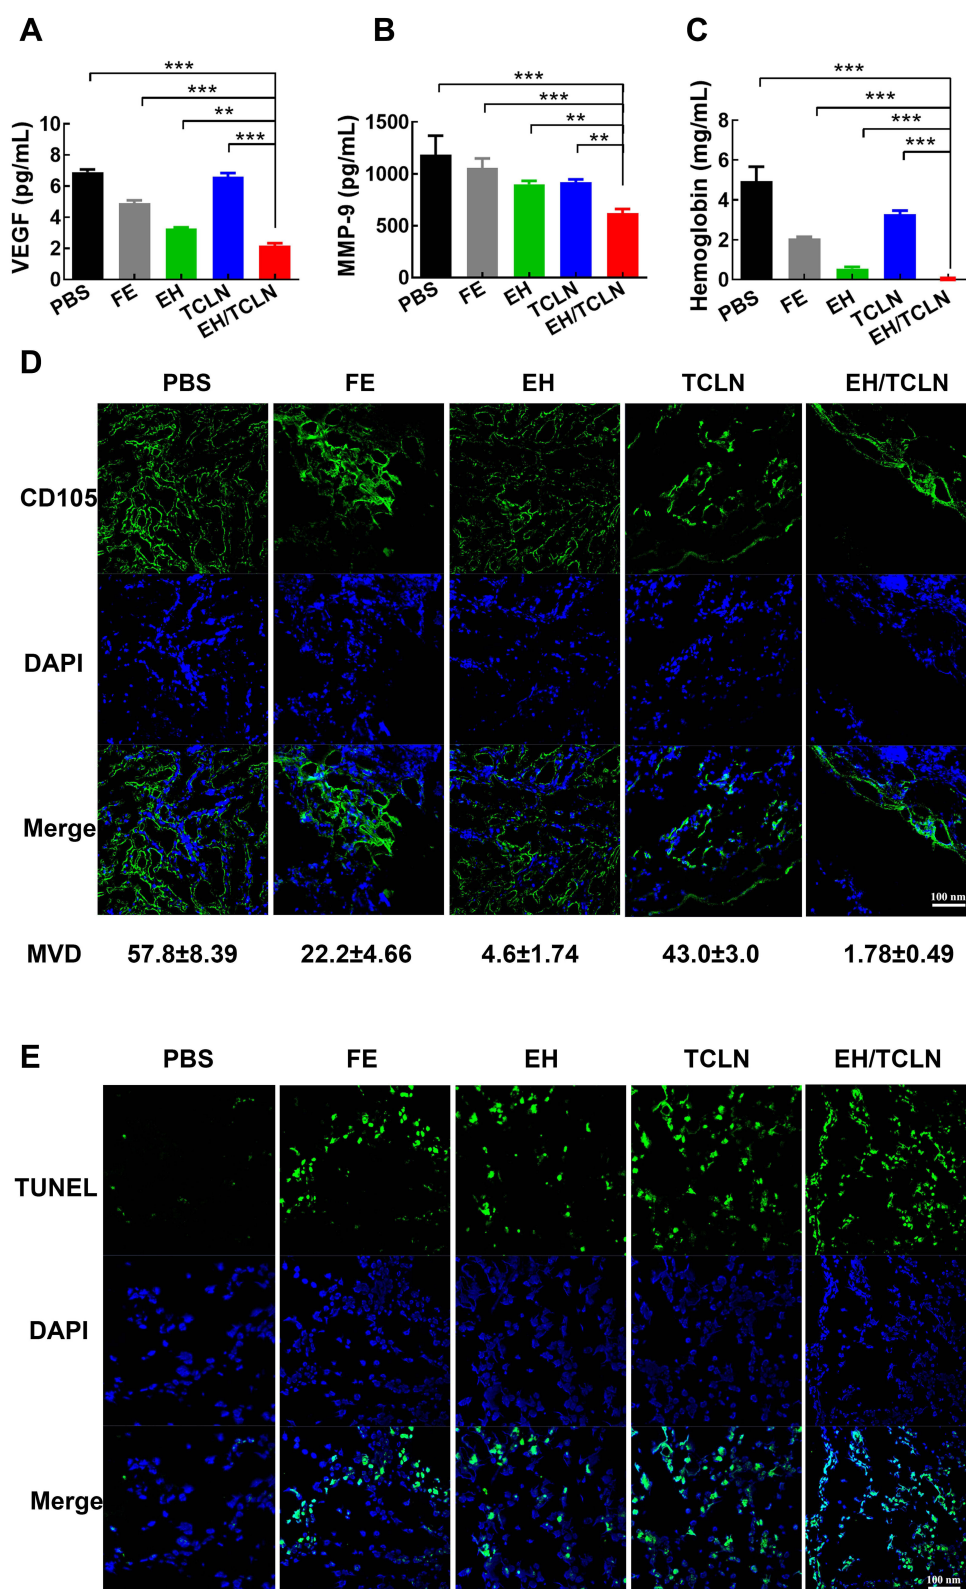 A
B
C
***
***
**
***
VEGF (pg/mL)
8
6
4
2
0
PBS
FE
EH
TCLN
EH/TCLN
***
***
**
**
MMP-9 (pg/mL)
1500
1000
500
0
PBS
FE
EH
TCLN
EH/TCLN
***
***
***
***
Hemoglobin (mg/mL)
8
6
4
2
0
PBS
FE
EH
TCLN
EH/TCLN
D
PBS FE EH TCLN EH/TCLN
CD105
DAPI
Merge
100 nm
MVD 57.8±8.39 22.2±4.66 4.6±1.74 43.0±3.0 1.78±0.49
E
PBS FE EH TCLN EH/TCLN
TUNEL
DAPI
Merge
100 nm